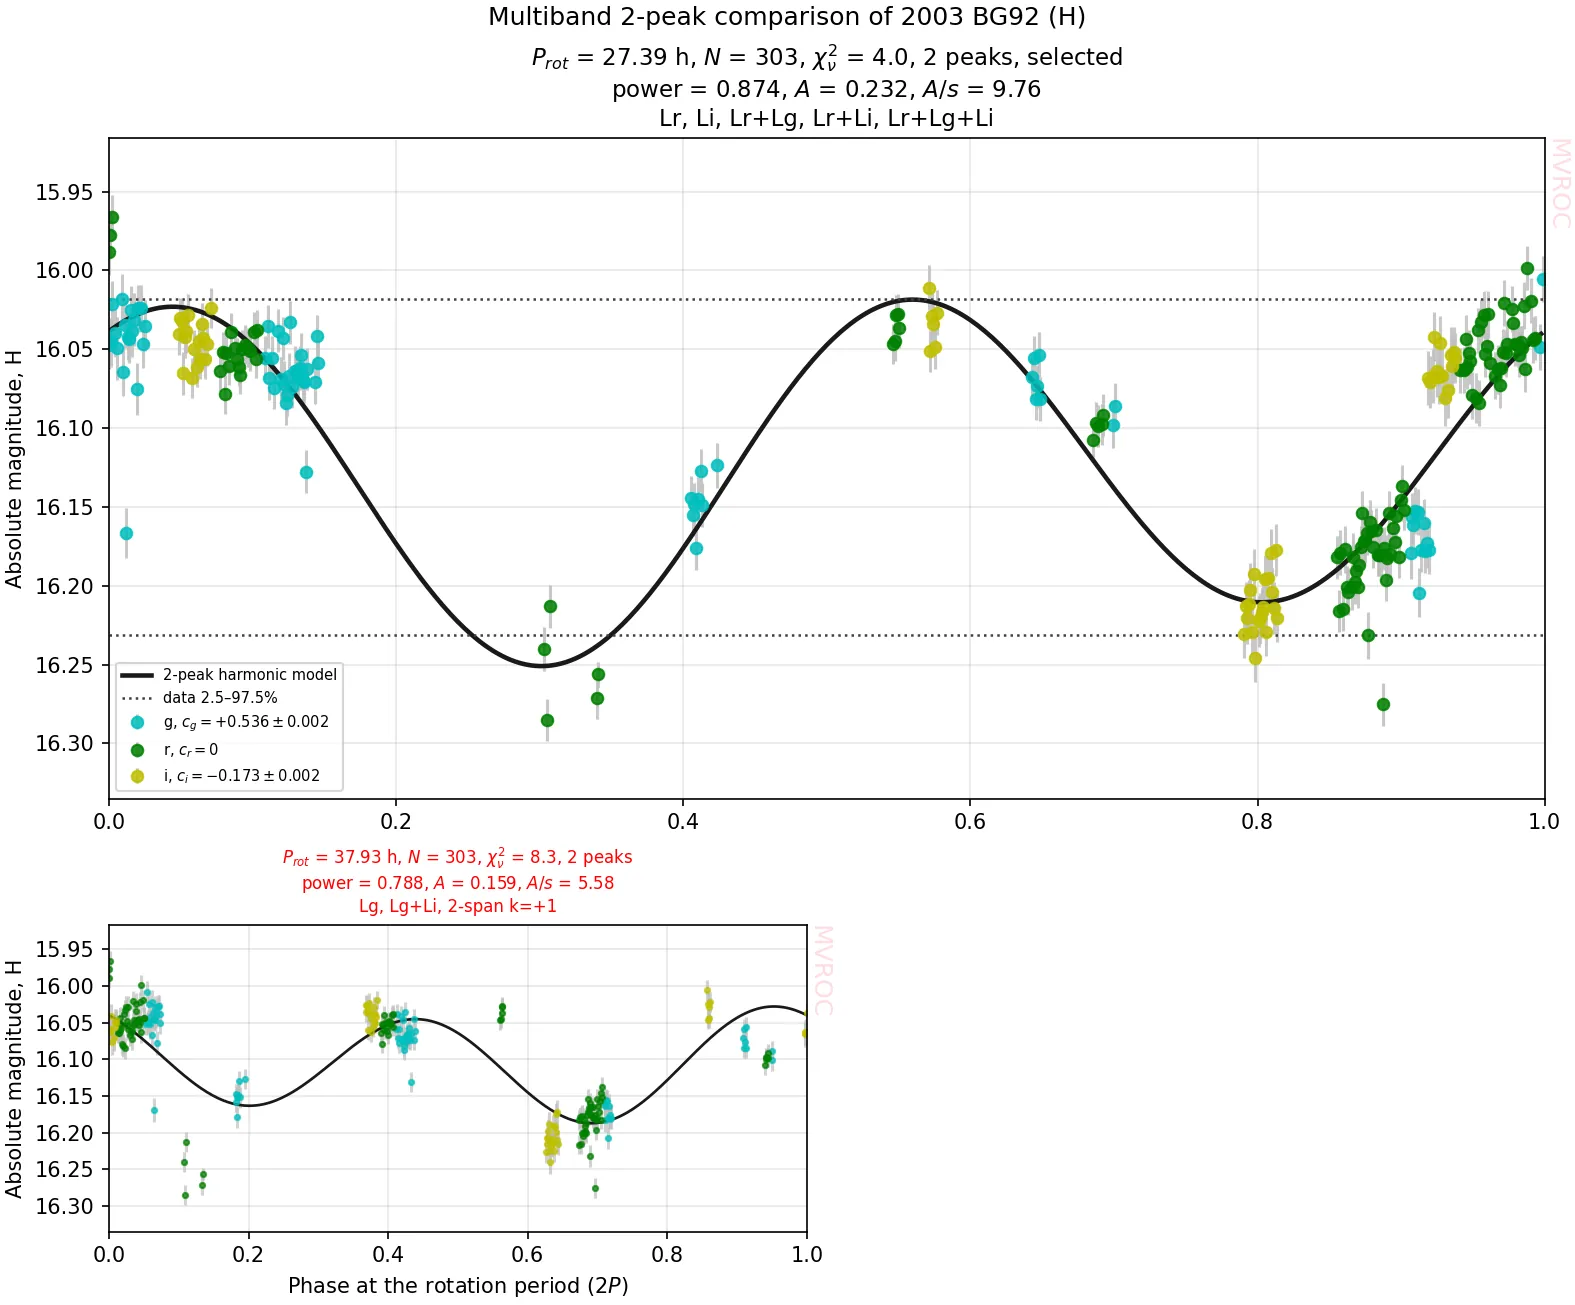 Multiband 2-peak comparison of 2003 BG92 (H)
P_rot = 27.39 h, N = 303, χ²_ν = 4.0, 2 peaks, selected
power = 0.874, A = 0.232, A/s = 9.76
Lr, Li, Lr+Lg, Lr+Li, Lr+Lg+Li
MVROC
Absolute magnitude, H
15.95
16.00
16.05
16.10
16.15
16.20
16.25
16.30
2-peak harmonic model
data 2.5–97.5%
g, c_g = +0.536 ± 0.002
r, c_r = 0
i, c_i = −0.173 ± 0.002
0.0 0.2 0.4 0.6 0.8 1.0
P_rot = 37.93 h, N = 303, χ²_ν = 8.3, 2 peaks
power = 0.788, A = 0.159, A/s = 5.58
Lg, Lg+Li, 2-span k=+1
MVROC
Absolute magnitude, H
15.95
16.00
16.05
16.10
16.15
16.20
16.25
16.30
0.0 0.2 0.4 0.6 0.8 1.0
Phase at the rotation period (2P)